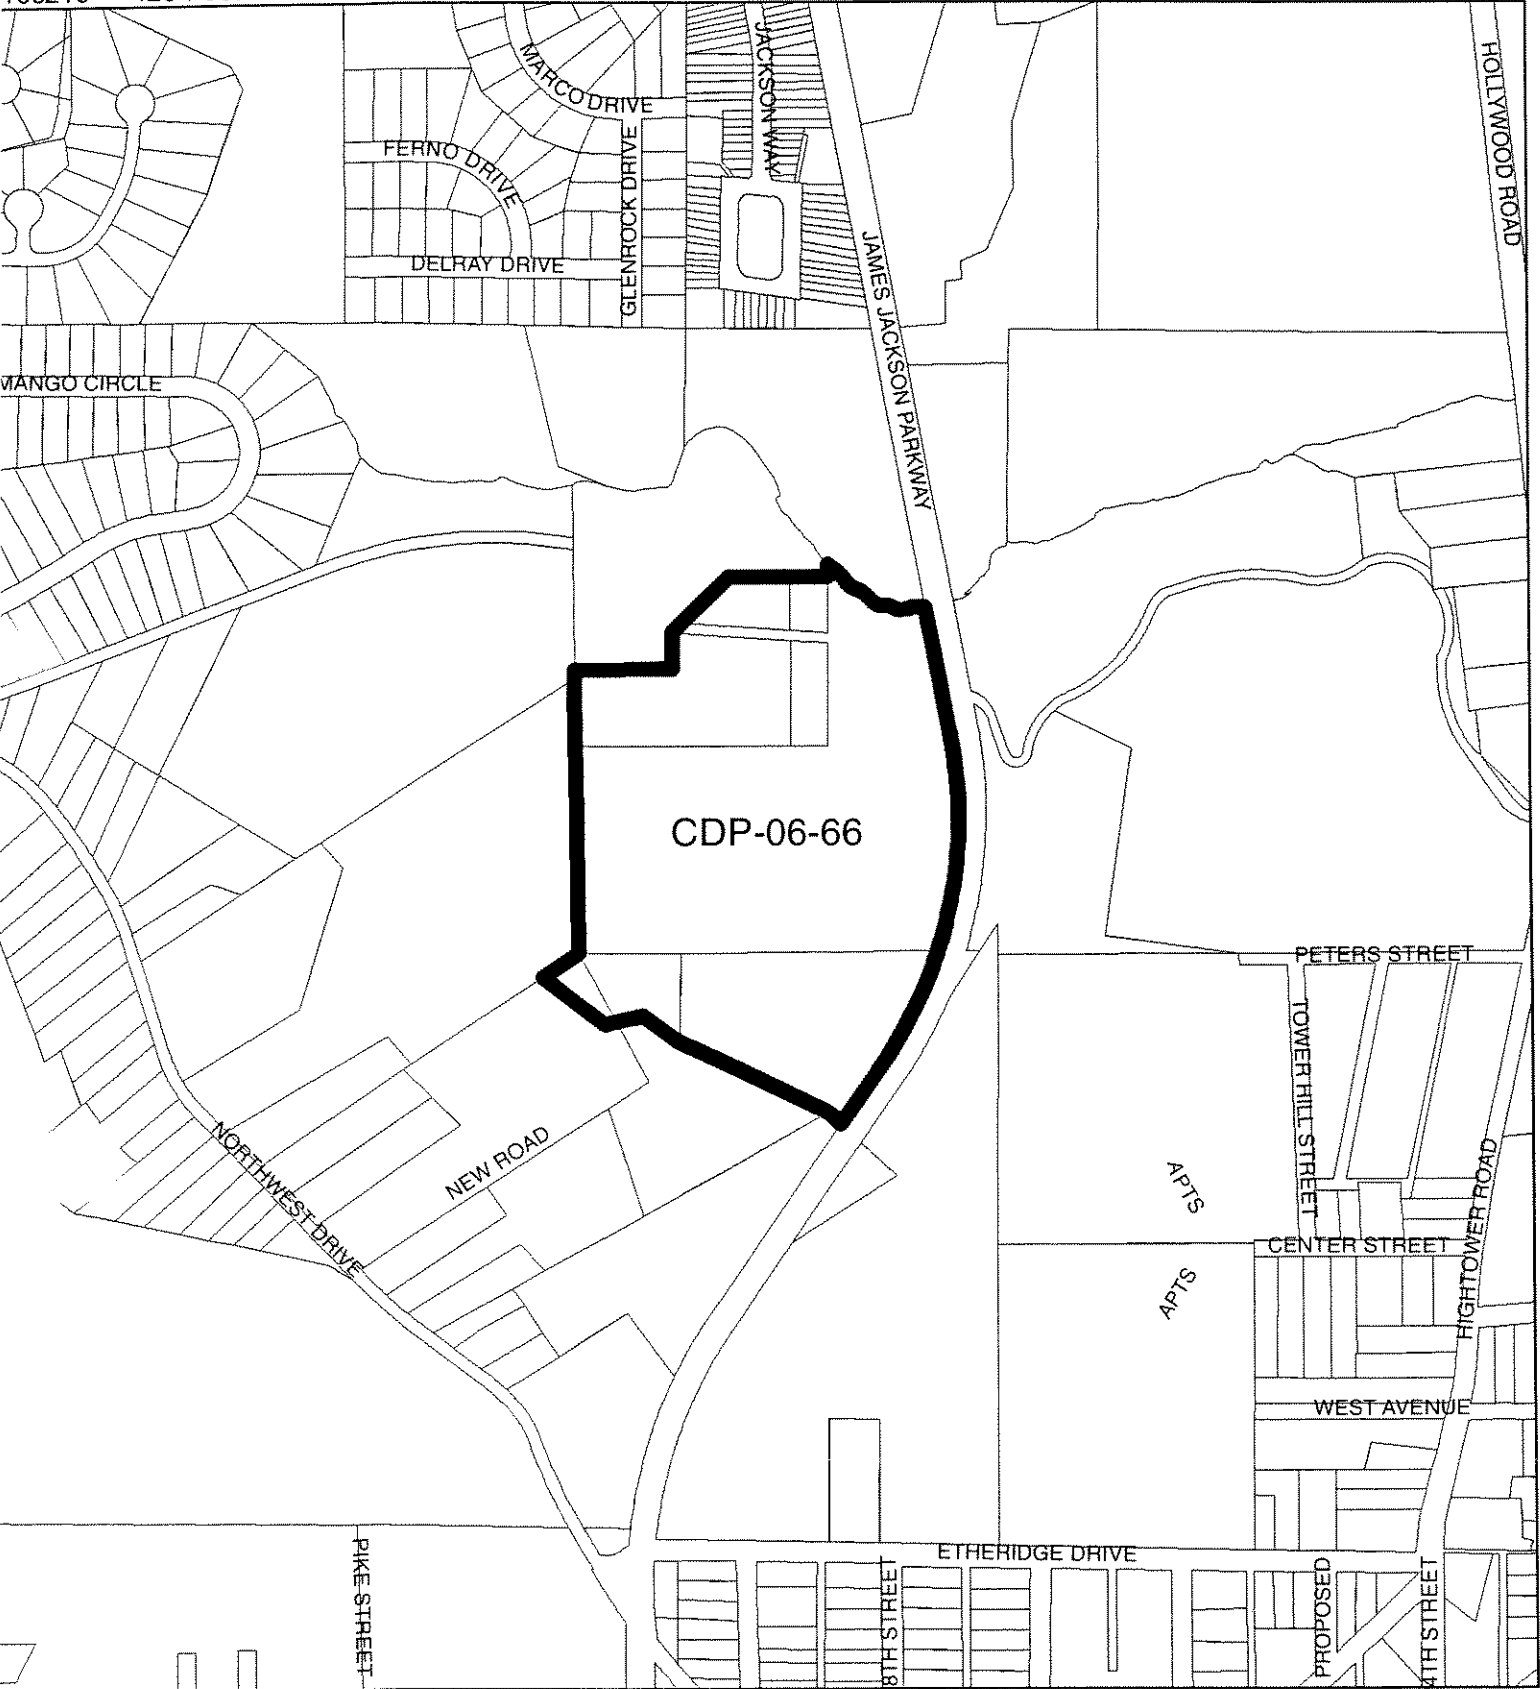 MARCO DRIVE
JACKSON WAY
HOLLYWOOD ROAD
FERNO DRIVE
GLENROCK DRIVE
DELRAY DRIVE
JAMES JACKSON PARKWAY
MANGO CIRCLE
CDP-06-66
PETERS STREET
TOWER HILL STREET
NORTHWEST DRIVE
NEW ROAD
APTS
HIGHTOWER ROAD
CENTER STREET
APTS
WEST AVENUE
ETHERIDGE DRIVE
PIKE STREET
8TH STREET
PROPOSED
4TH STREET